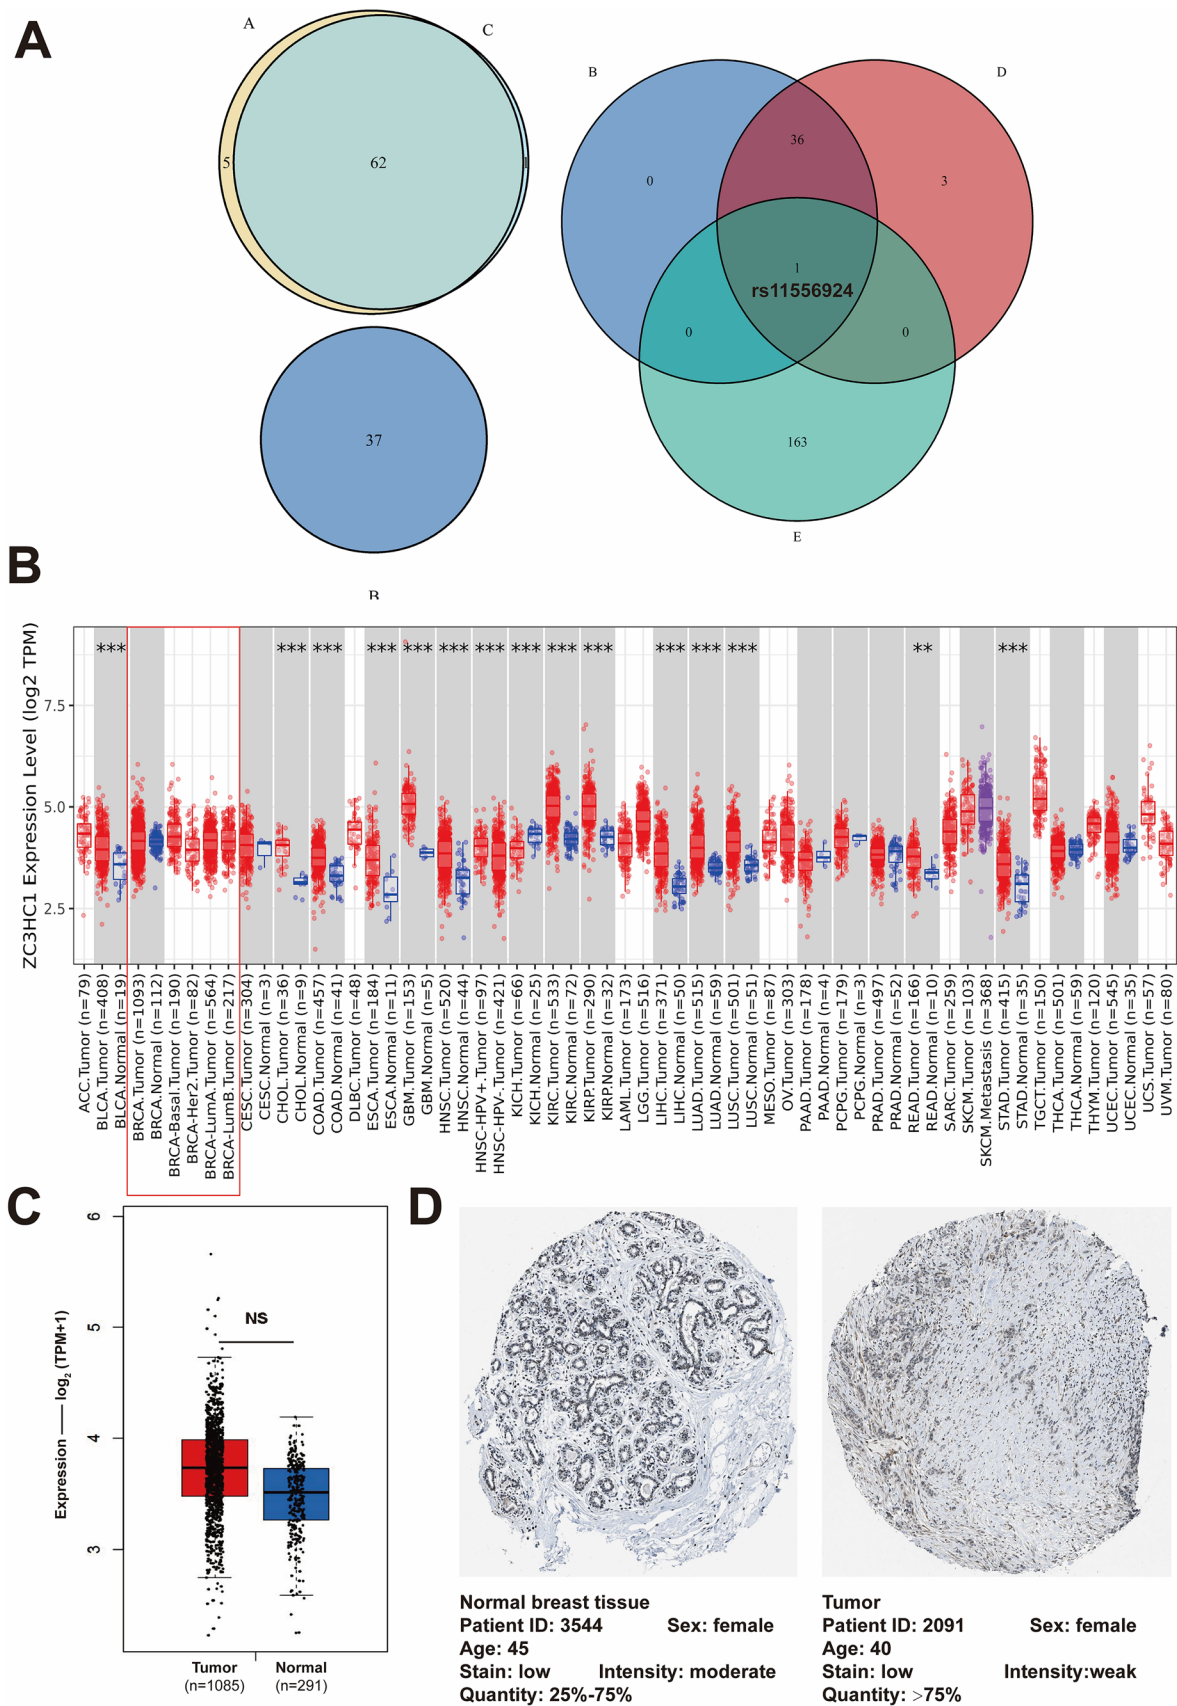 A
A
C
5
62
1
37
B
B
D
36
0
3
1
rs11556924
0
0
163
E
B
ZC3HC1 Expression Level (log2 TPM)
7.5
5.0
2.5
*** *** *** *** *** *** *** *** *** *** *** *** *** ** ***
ACC.Tumor (n=79)
BLCA.Tumor (n=408)
BLCA.Normal (n=19)
BRCA.Tumor (n=1093)
BRCA.Normal (n=112)
BRCA-Basal.Tumor (n=190)
BRCA-Her2.Tumor (n=82)
BRCA-LumA.Tumor (n=564)
BRCA-LumB.Tumor (n=217)
CESC.Tumor (n=304)
CESC.Normal (n=3)
CHOL.Tumor (n=36)
CHOL.Normal (n=9)
COAD.Tumor (n=457)
COAD.Normal (n=41)
DLBC.Tumor (n=48)
ESCA.Tumor (n=184)
ESCA.Normal (n=11)
GBM.Tumor (n=153)
GBM.Normal (n=5)
HNSC.Tumor (n=520)
HNSC.Normal (n=44)
HNSC-HPV+.Tumor (n=97)
HNSC-HPV-.Tumor (n=421)
KICH.Tumor (n=66)
KICH.Normal (n=25)
KIRC.Tumor (n=533)
KIRC.Normal (n=72)
KIRP.Tumor (n=290)
KIRP.Normal (n=32)
LAML.Tumor (n=173)
LGG.Tumor (n=516)
LIHC.Tumor (n=371)
LIHC.Normal (n=50)
LUAD.Tumor (n=515)
LUAD.Normal (n=59)
LUSC.Tumor (n=501)
LUSC.Normal (n=51)
MESO.Tumor (n=87)
OV.Tumor (n=303)
PAAD.Tumor (n=178)
PAAD.Normal (n=4)
PCPG.Tumor (n=179)
PCPG.Normal (n=3)
PRAD.Tumor (n=497)
PRAD.Normal (n=52)
READ.Tumor (n=166)
READ.Normal (n=10)
SARC.Tumor (n=259)
SKCM.Tumor (n=103)
SKCM.Metastasis (n=368)
STAD.Tumor (n=415)
STAD.Normal (n=35)
TGCT.Tumor (n=150)
THCA.Tumor (n=501)
THCA.Normal (n=59)
THYM.Tumor (n=120)
UCEC.Tumor (n=545)
UCEC.Normal (n=35)
UCS.Tumor (n=57)
UVM.Tumor (n=80)
C
Expression — log2 (TPM+1)
6
5
4
3
NS
Tumor
(n=1085)
Normal
(n=291)
D
Normal breast tissue
Patient ID: 3544 Sex: female
Age: 45
Stain: low Intensity: moderate
Quantity: 25%-75%
Tumor
Patient ID: 2091 Sex: female
Age: 40
Stain: low Intensity:weak
Quantity: >75%